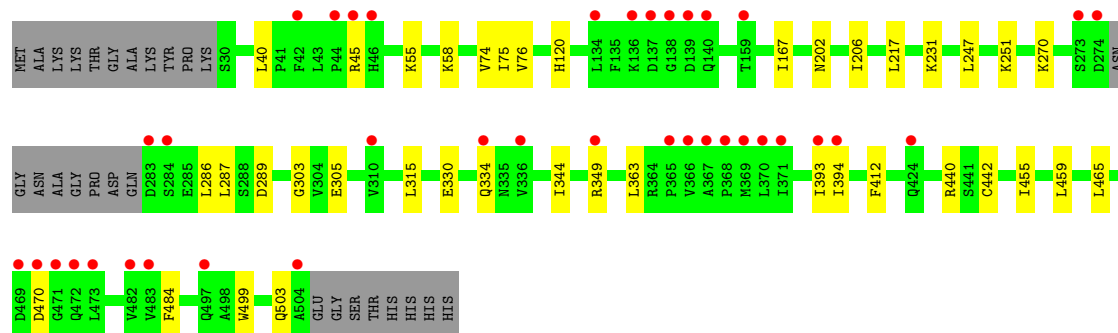 MET ALA LYS LYS THR GLY ALA LYS TYR PRO LYS S30 L40 P41 F42 L43 P44 R45 H46 K55 K58 V74 I75 V76 H120 L134 F135 K136 D137 G138 D139 Q140 T159 I167 N202 I206 L217 K231 L247 K251 K270 S273 D274 ASN
GLY ASN ALA GLY PRO ASP GLN D283 S284 E285 L286 L287 S288 D289 G303 V304 E305 V310 L315 E330 Q334 N335 V336 I344 R349 L363 R364 P365 V366 A367 P368 M369 L370 I371 I393 I394 F412 Q424 R440 S441 C442 I455 L459 L465
D469 D470 G471 Q472 L473 V482 V483 F484 Q497 A498 W499 Q503 A504 GLU GLY SER THR HIS HIS HIS HIS